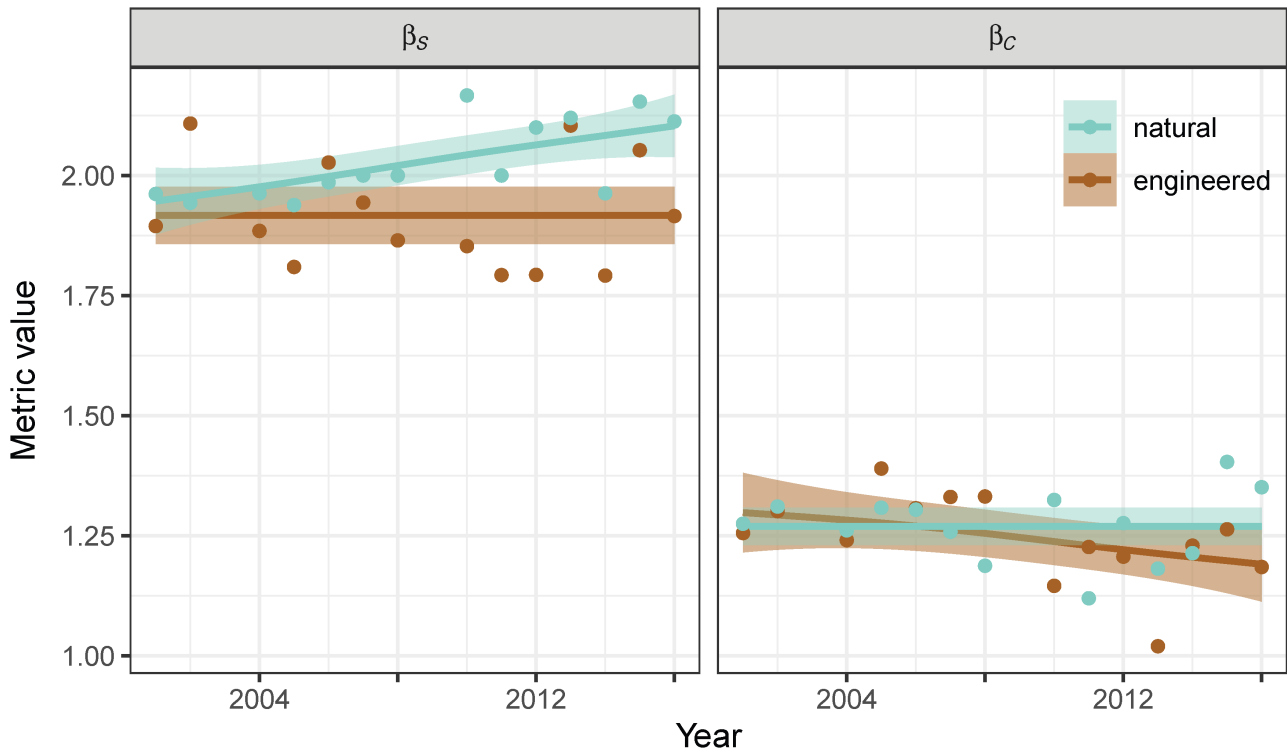 βS
βC
natural
engineered
2.00
1.75
1.50
1.25
1.00
Metric value
2004
2012
2004
2012
Year